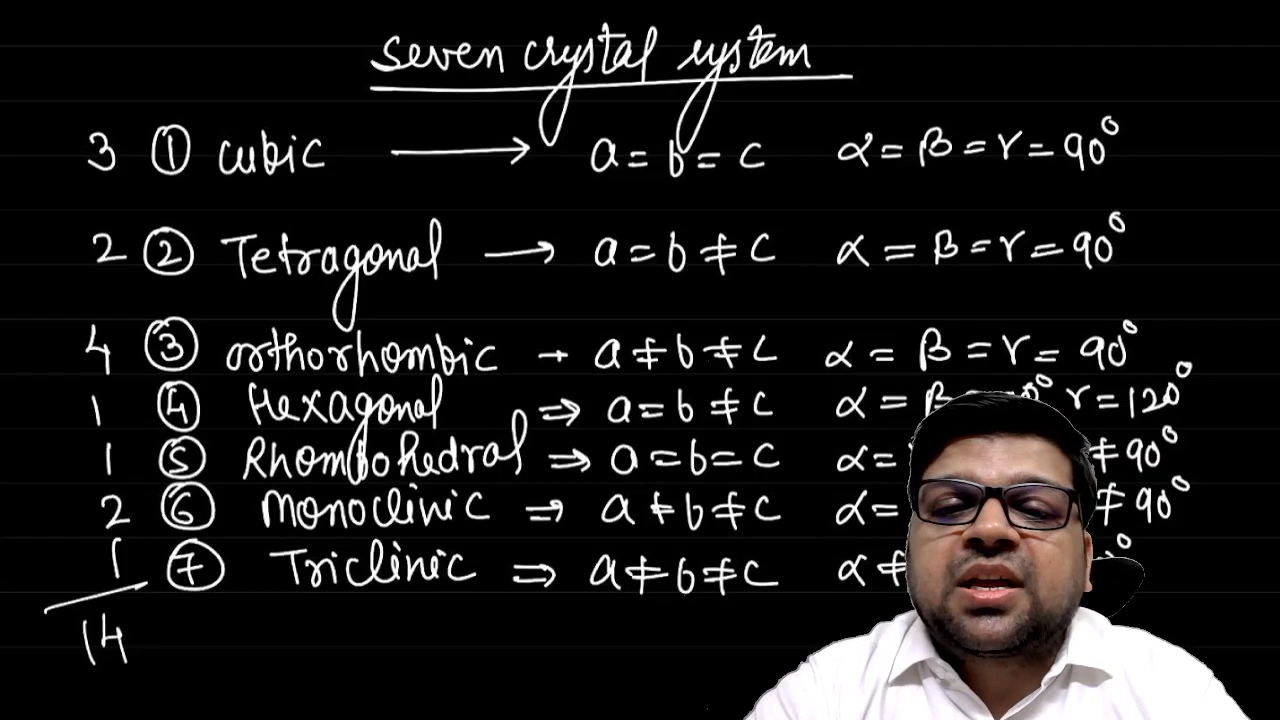 Seven crystal system
3 ① cubic → a = b = c α = β = γ = 90°
2 ② Tetragonal → a = b ≠ c α = β = γ = 90°
4 ③ orthorhombic → a ≠ b ≠ c α = β = γ = 90°
1 ④ Hexagonal ⇒ a = b ≠ c α = β γ = 120°
1 ⑤ Rhombohedral ⇒ a = b = c α = ≠ 90°
2 ⑥ Monoclinic ⇒ a ≠ b ≠ c α = ≠ 90°
1 ⑦ Triclinic ⇒ a ≠ b ≠ c α ≠
14